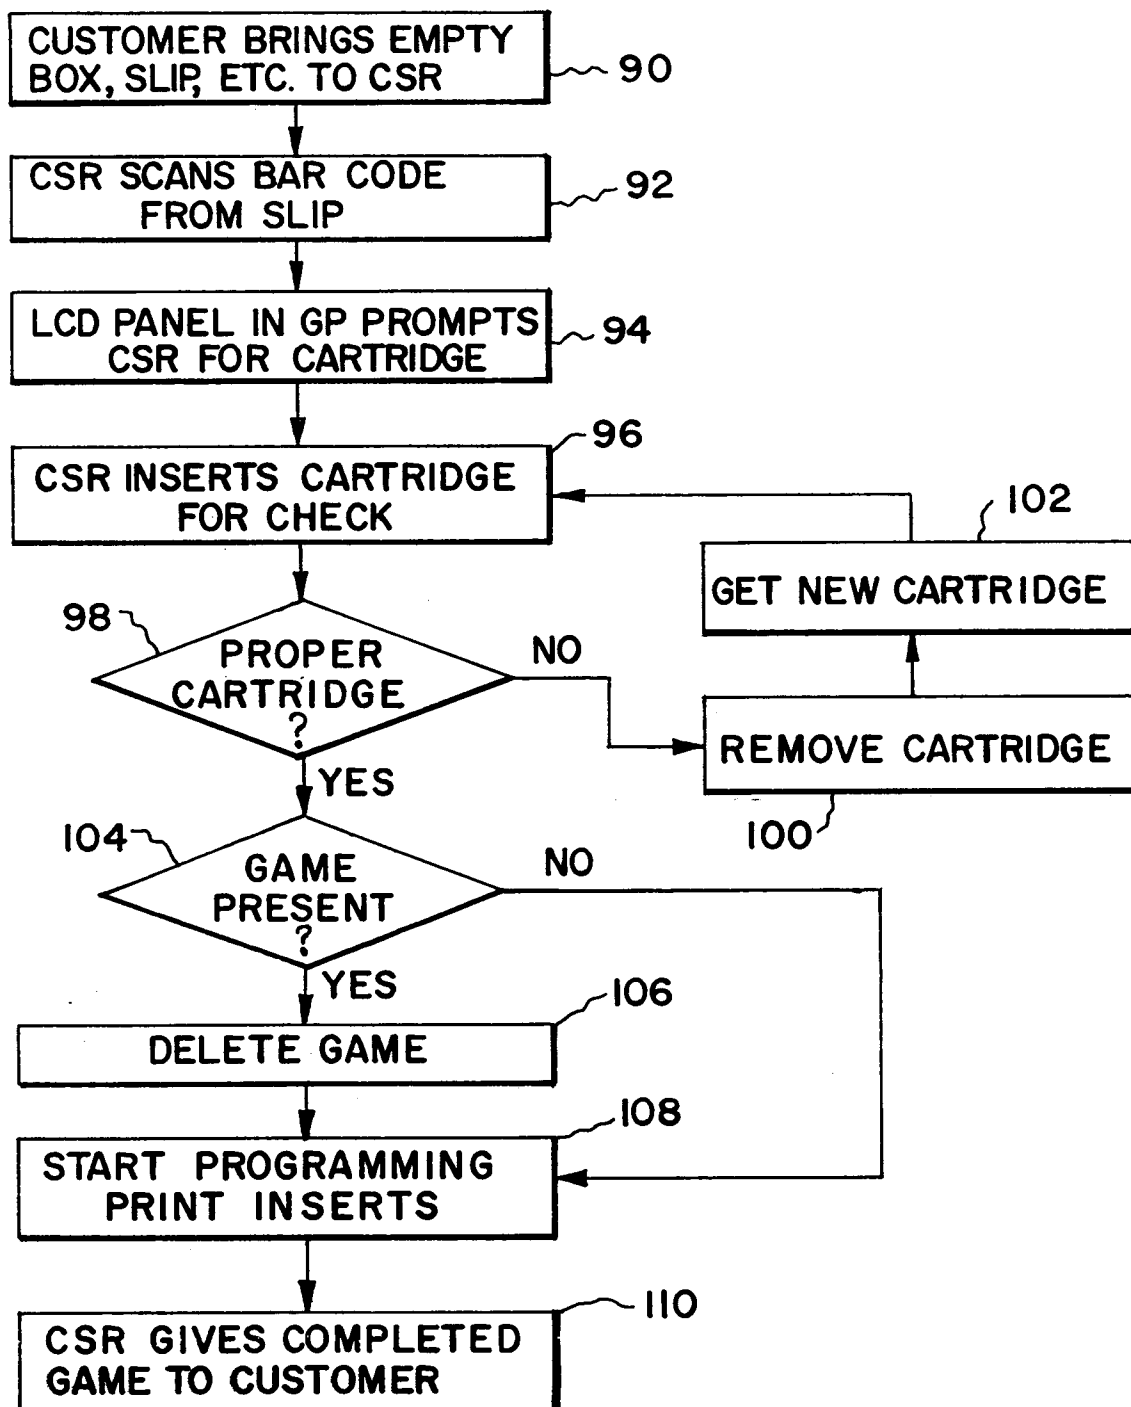 CUSTOMER BRINGS EMPTY
BOX, SLIP, ETC. TO CSR
90
CSR SCANS BAR CODE
FROM SLIP
92
LCD PANEL IN GP PROMPTS
CSR FOR CARTRIDGE
94
CSR INSERTS CARTRIDGE
FOR CHECK
96
98
PROPER
CARTRIDGE
?
NO
YES
REMOVE CARTRIDGE
100
GET NEW CARTRIDGE
102
104
GAME
PRESENT
?
NO
YES
DELETE GAME
106
START PROGRAMMING
PRINT INSERTS
108
CSR GIVES COMPLETED
GAME TO CUSTOMER
110